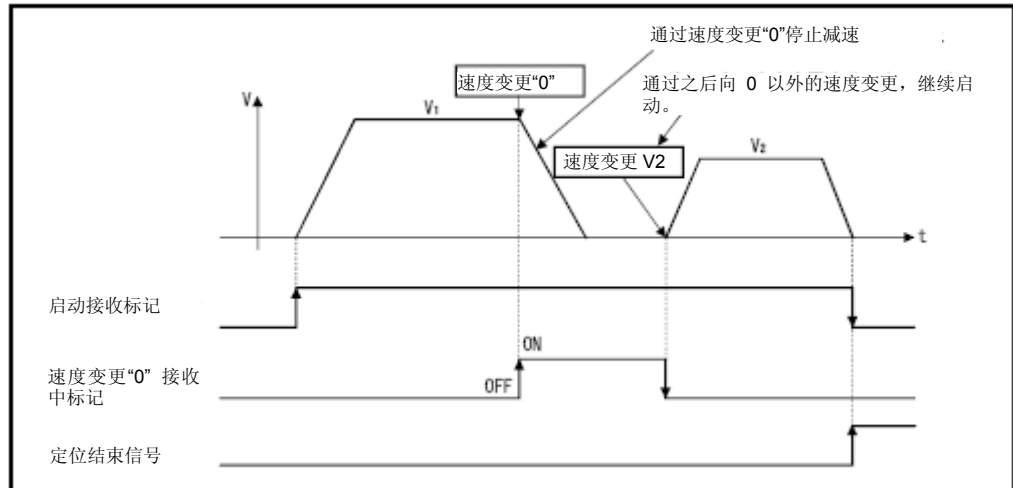 通过速度变更“0”停止减速
速度变更“0”
通过之后向 0 以外的速度变更，继续启
动。
V
V1
速度变更 V2
V2
t
启动接收标记
ON
速度变更“0” 接收
中标记
OFF
定位结束信号